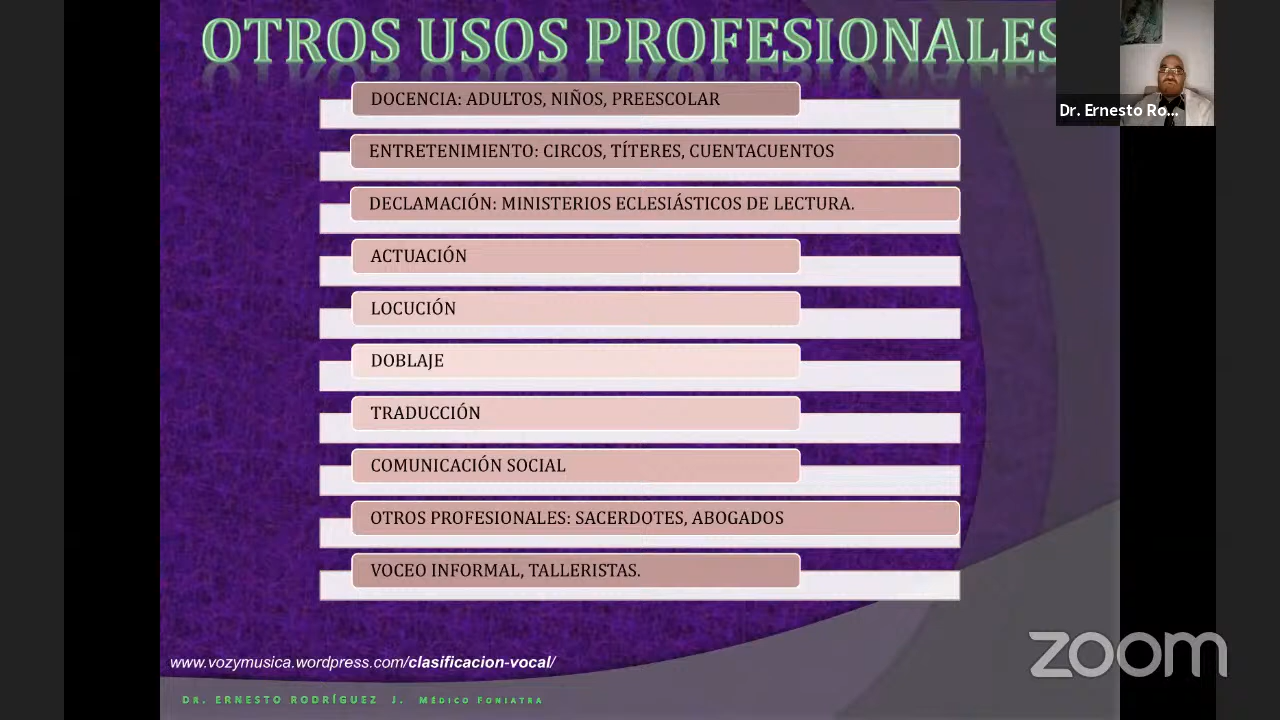 OTROS USOS PROFESIONALES
Dr. Ernesto Ro...
DOCENCIA: ADULTOS, NIÑOS, PREESCOLAR
ENTRETENIMIENTO: CIRCOS, TÍTERES, CUENTACUENTOS
DECLAMACIÓN: MINISTERIOS ECLESIÁSTICOS DE LECTURA.
ACTUACIÓN
LOCUCIÓN
DOBLAJE
TRADUCCIÓN
COMUNICACIÓN SOCIAL
OTROS PROFESIONALES: SACERDOTES, ABOGADOS
VOCEO INFORMAL, TALLERISTAS.
zoom
www.vozymusica.wordpress.com/clasificacion-vocal/
DR. ERNESTO RODRÍGUEZ J. MÉDICO FONIATRA